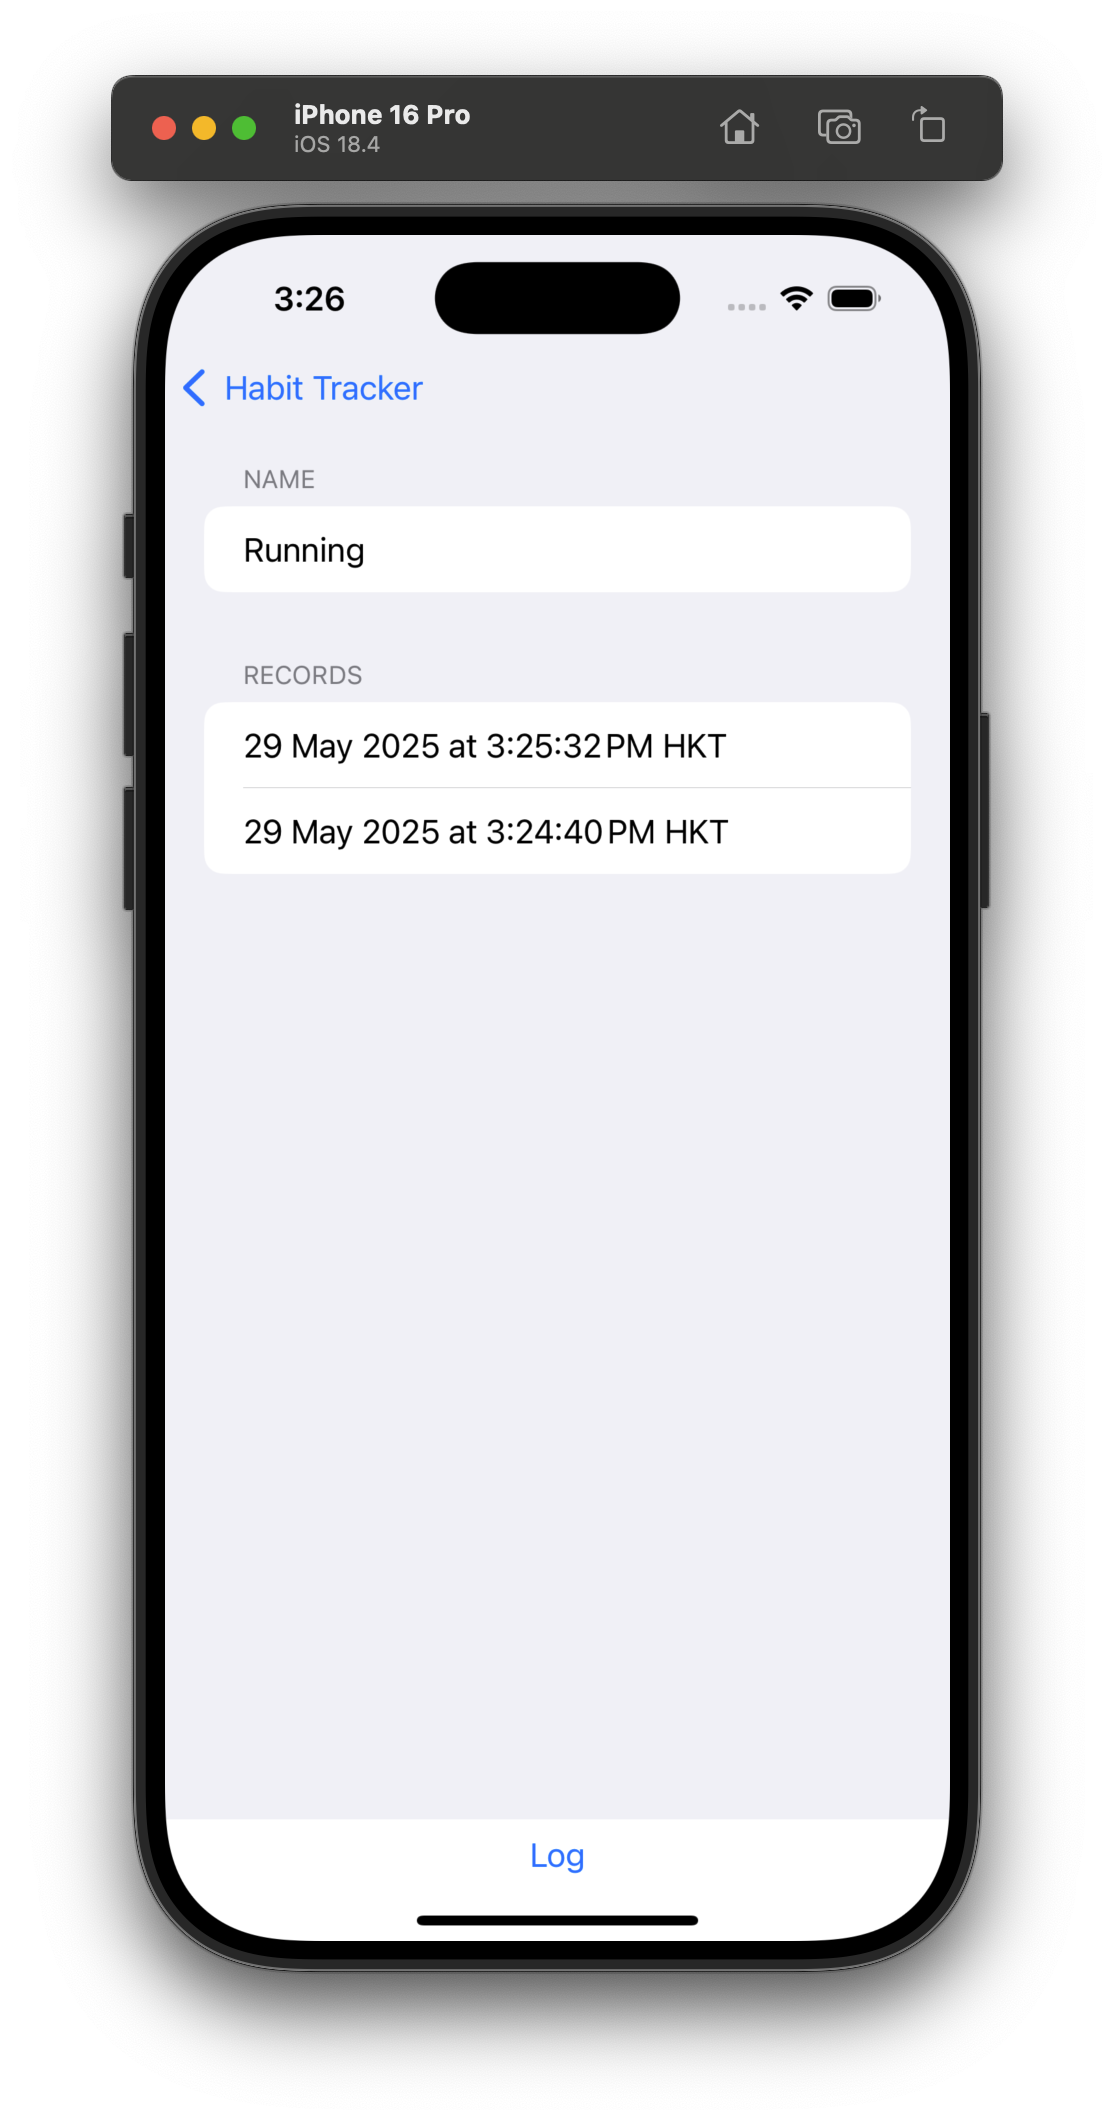 iPhone 16 Pro
iOS 18.4
3:26
Habit Tracker
NAME
Running
RECORDS
29 May 2025 at 3:25:32 PM HKT
29 May 2025 at 3:24:40 PM HKT
Log